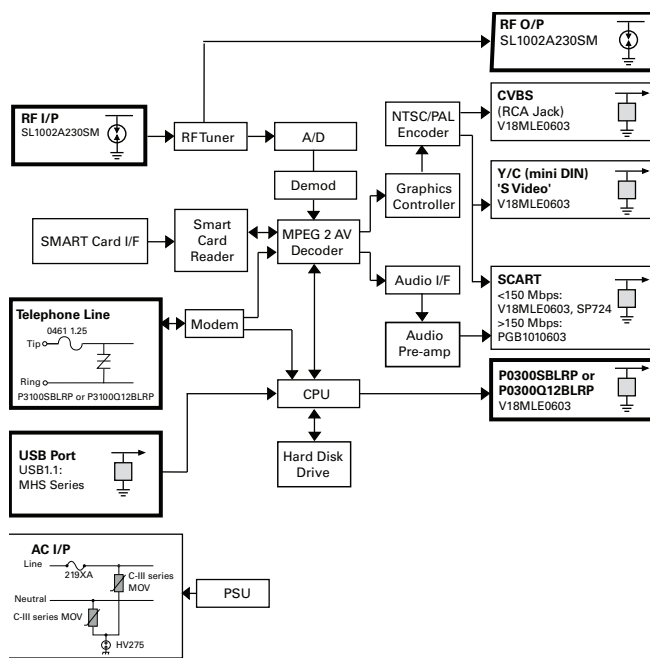 RF O/P
SL1002A230SM
RF I/P
SL1002A230SM
RF Tuner
A/D
NTSC/PAL
Encoder
CVBS
(RCA Jack)
V18MLE0603
Demod
Graphics
Controller
Y/C (mini DIN)
'S Video'
V18MLE0603
SMART Card I/F
Smart
Card
Reader
MPEG 2 AV
Decoder
Audio I/F
SCART
<150 Mbps:
V18MLE0603, SP724
>150 Mbps:
PGB1010603
Telephone Line
0461 1.25
Tip
Ring
P3100SBLRP or P3100Q12BLRP
Modem
Audio
Pre-amp
CPU
P0300SBLRP or
P0300Q12BLRP
V18MLE0603
USB Port
USB1.1:
MHS Series
Hard Disk
Drive
AC I/P
Line
219XA
C-III series
MOV
Neutral
C-III series MOV
HV275
PSU